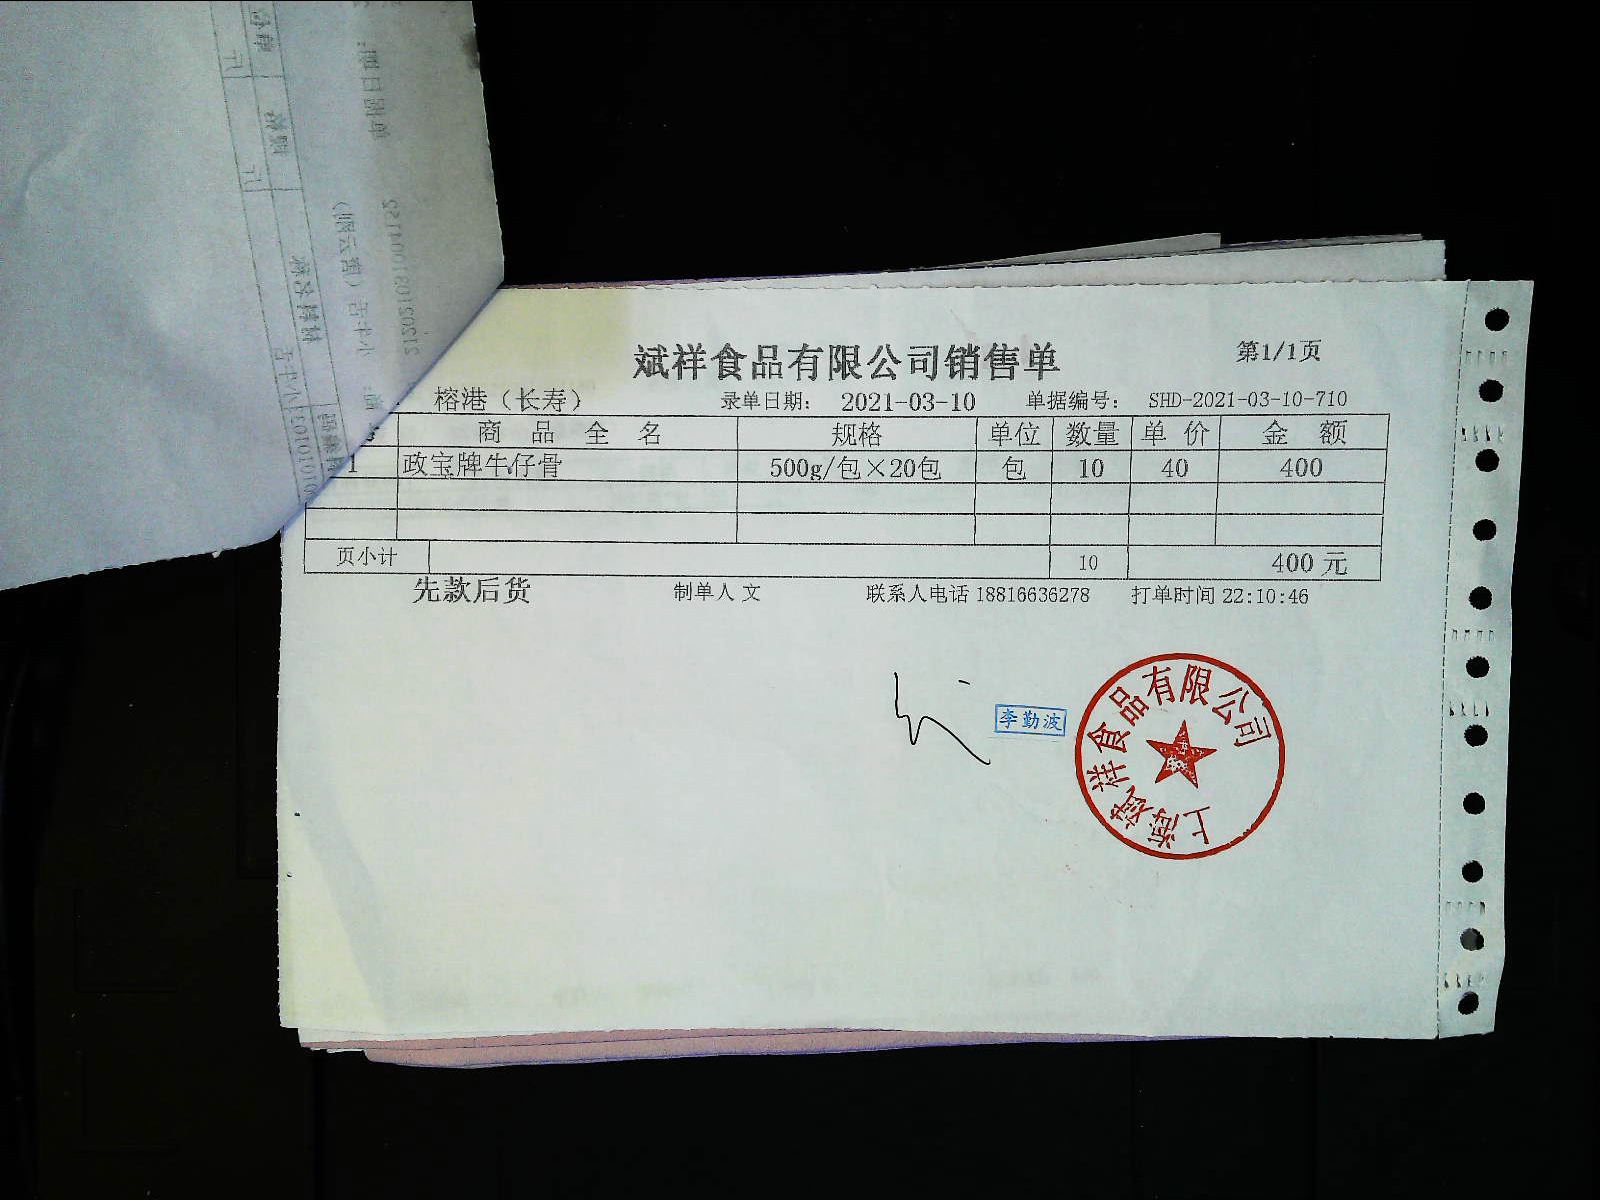 斌祥食品有限公司销售单
第1/1页
榕港（长寿） 录单日期： 2021-03-10 单据编号： SHD-2021-03-10-710
商品全名 规格 单位 数量 单价 金额
1 政宝牌牛仔骨 500g/包×20包 包 10 40 400
页小计 10 400元
先款后货 制单人 文 联系人电话 18816636278 打单时间 22:10:46
李勤波
上海斌祥食品有限公司